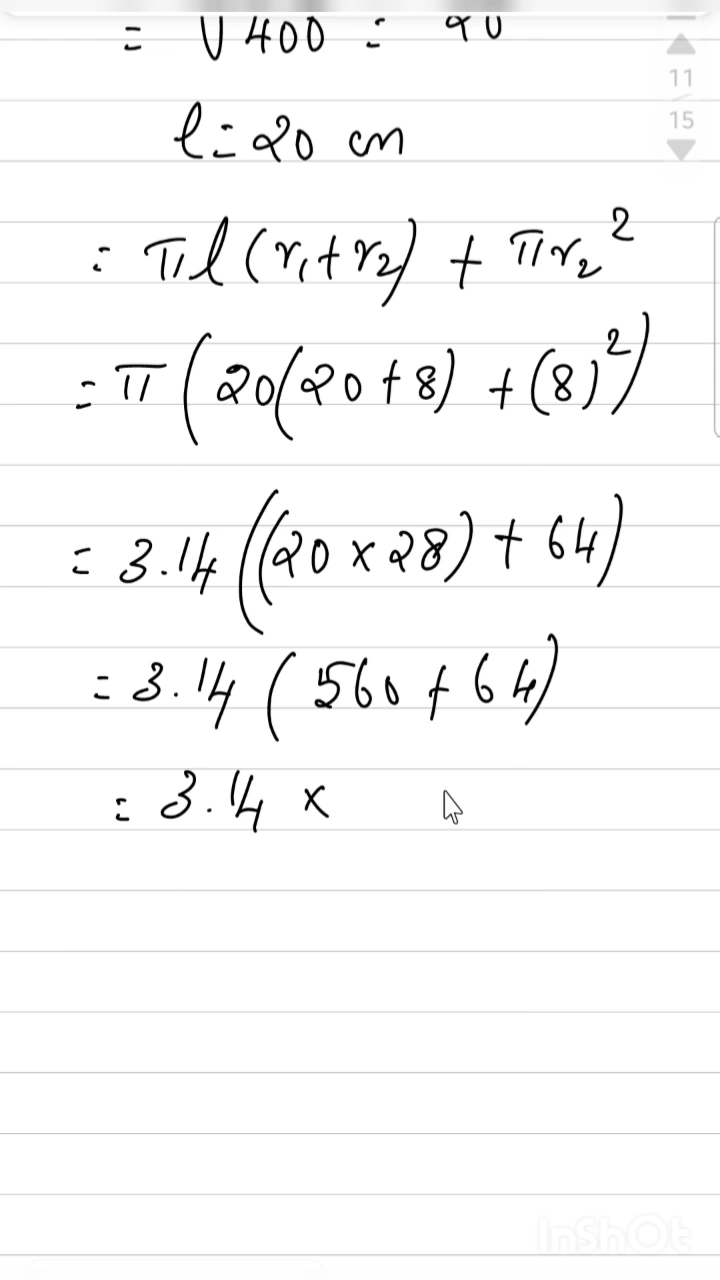 = √400 = 20
11
l = 20 cm
15
= πl(r₁+r₂) + πr₂²
= π(20(20+8) + (8)²)
= 3.14((20×28) + 64)
= 3.14(560+64)
= 3.14 ×
InShOt